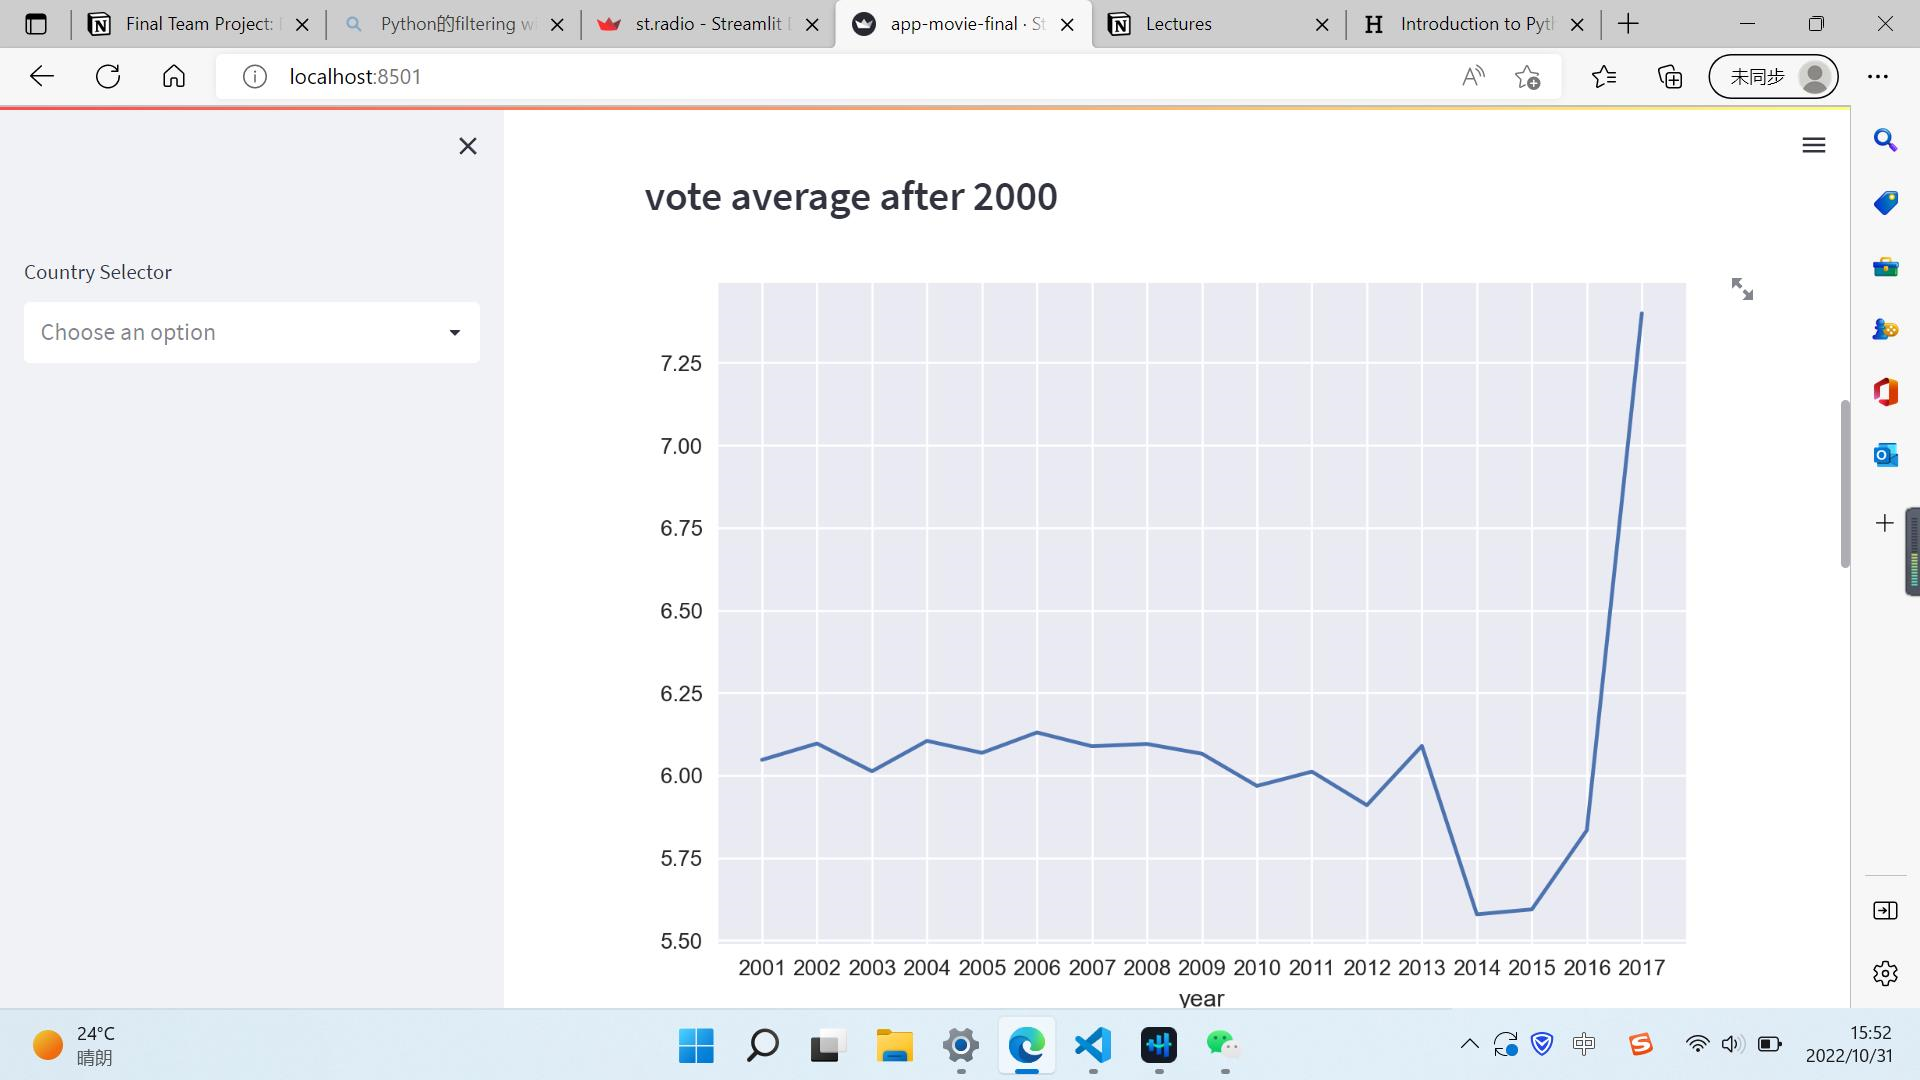 Final Team Project:
Python的filtering wi
st.radio - Streamlit
app-movie-final · St
Lectures
Introduction to Pyth
localhost:8501
未同步
vote average after 2000
Country Selector
Choose an option
7.25
7.00
6.75
6.50
6.25
6.00
5.75
5.50
2001 2002 2003 2004 2005 2006 2007 2008 2009 2010 2011 2012 2013 2014 2015 2016 2017
year
24°C
晴朗
中
15:52
2022/10/31